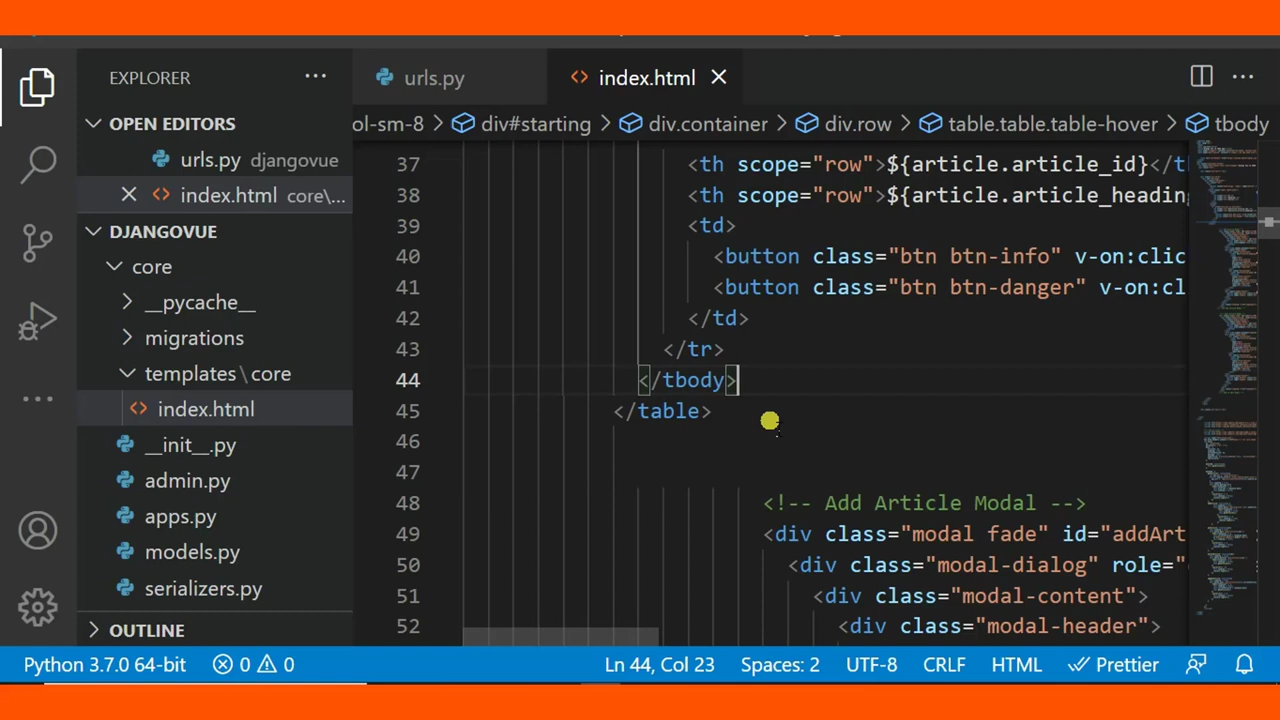 EXPLORER
OPEN EDITORS
urls.py djangovue
index.html core\...
DJANGOVUE
core
__pycache__
migrations
templates\core
index.html
__init__.py
admin.py
apps.py
models.py
serializers.py
OUTLINE
urls.py
index.html
ol-sm-8 > div#starting > div.container > div.row > table.table.table-hover > tbody
37 <th scope="row">${article.article_id}</t
38 <th scope="row">${article.article_heading
39 <td>
40 <button class="btn btn-info" v-on:clic
41 <button class="btn btn-danger" v-on:cl
42 </td>
43 </tr>
44 </tbody>
45 </table>
46
47
48 <!-- Add Article Modal -->
49 <div class="modal fade" id="addArt
50 <div class="modal-dialog" role="
51 <div class="modal-content">
52 <div class="modal-header">
Python 3.7.0 64-bit 0 0 Ln 44, Col 23 Spaces: 2 UTF-8 CRLF HTML Prettier